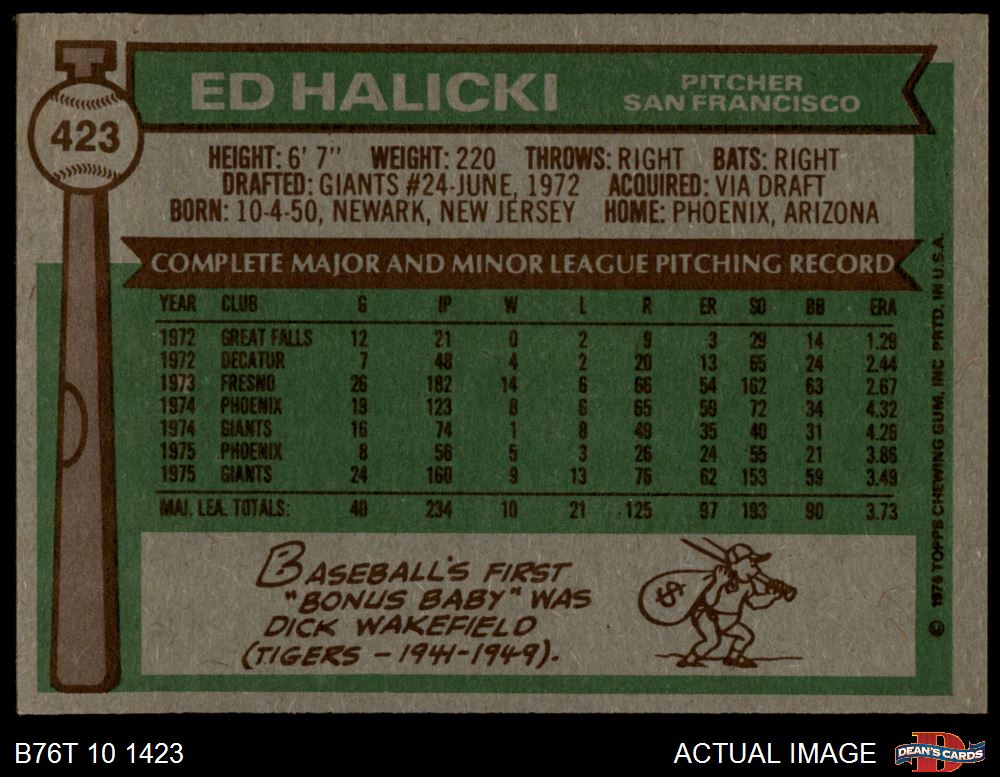 423
ED HALICKI
PITCHER
SAN FRANCISCO
HEIGHT: 6' 7" WEIGHT: 220 THROWS: RIGHT BATS: RIGHT
DRAFTED: GIANTS #24-JUNE, 1972 ACQUIRED: VIA DRAFT
BORN: 10-4-50, NEWARK, NEW JERSEY HOME: PHOENIX, ARIZONA
COMPLETE MAJOR AND MINOR LEAGUE PITCHING RECORD
YEAR CLUB G IP W L R ER SO BB ERA
1972 GREAT FALLS 12 21 0 2 9 3 29 14 1.29
1972 DECATUR 7 48 4 2 20 13 65 24 2.44
1973 FRESNO 26 182 14 6 66 54 162 63 2.67
1974 PHOENIX 19 123 8 6 65 59 72 34 4.32
1974 GIANTS 16 74 1 8 49 35 40 31 4.26
1975 PHOENIX 8 56 5 3 26 24 55 21 3.86
1975 GIANTS 24 160 9 13 76 62 153 59 3.49
MAJ. LEA. TOTALS: 40 234 10 21 125 97 193 90 3.73
BASEBALL'S FIRST
"BONUS BABY" WAS
DICK WAKEFIELD
(TIGERS - 1941-1949).
$
© 1976 TOPPS CHEWING GUM, INC PRTD. IN U.S.A.
B76T 10 1423
ACTUAL IMAGE
D
DEAN'S CARDS